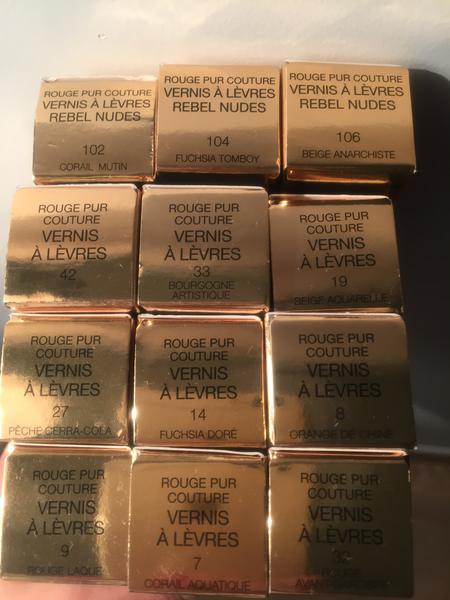 ROUGE PUR COUTURE
VERNIS À LÈVRES
REBEL NUDES
102
CORAIL MUTIN
ROUGE PUR COUTURE
VERNIS À LÈVRES
REBEL NUDES
104
FUCHSIA TOMBOY
ROUGE PUR COUTURE
VERNIS À LÈVRES
REBEL NUDES
106
BEIGE ANARCHISTE
ROUGE PUR
COUTURE
VERNIS
À LÈVRES
42
ROUGE PUR
COUTURE
VERNIS
À LÈVRES
33
BOURGOGNE
ARTISTIQUE
ROUGE PUR
COUTURE
VERNIS
À LÈVRES
19
BEIGE AQUARELLE
ROUGE PUR
COUTURE
VERNIS
À LÈVRES
27
PÊCHE CERRA-COLA
ROUGE PUR
COUTURE
VERNIS
À LÈVRES
14
FUCHSIA DORÉ
ROUGE PUR
COUTURE
VERNIS
À LÈVRES
8
ORANGE DE CHINE
ROUGE PUR
COUTURE
VERNIS
À LÈVRES
9
ROUGE LAQUE
ROUGE PUR
COUTURE
VERNIS
À LÈVRES
7
CORAIL AQUATIQUE
ROUGE PUR
COUTURE
VERNIS
À LÈVRES
ROUGE